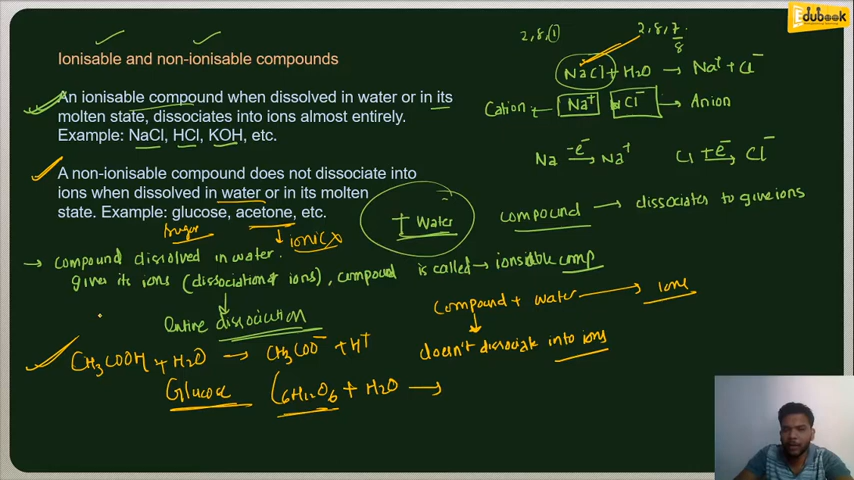 Edubook
2, 8, 1
2, 8, 7
8
Ionisable and non-ionisable compounds
NaCl + H2O → Na⁺ + Cl⁻
An ionisable compound when dissolved in water or in its
molten state, dissociates into ions almost entirely.
Example: NaCl, HCl, KOH, etc.
Cation ← Na⁺ Cl⁻ → Anion
Na -e⁻→ Na⁺ Cl +e⁻→ Cl⁻
A non-ionisable compound does not dissociate into
ions when dissolved in water or in its molten
state. Example: glucose, acetone, etc.
+ Water
compound → dissociates to give ions
sugar
ionic x
→ compound dissolved in water.
gives its ions (dissociation of ions), compound is called → ionisable comp
Entire dissociation
compound + water → ions
doesn't dissociate into ions
CH3COOH + H2O → CH3COO⁻ + H⁺
Glucose C6H12O6 + H2O →